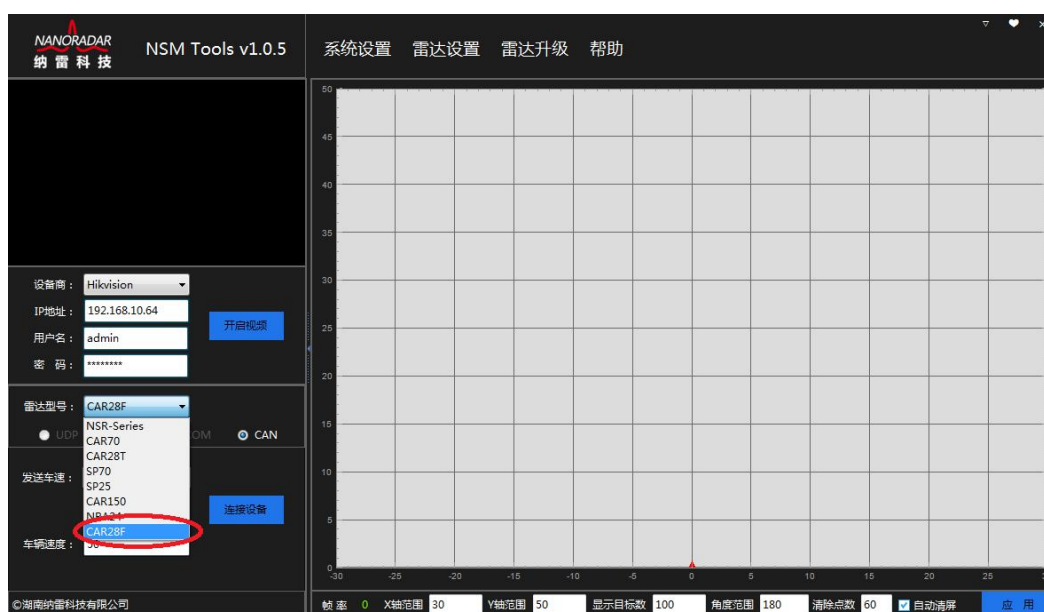 NANORADAR
纳雷科技
NSM Tools v1.0.5
系统设置 雷达设置 雷达升级 帮助
设备商： Hikvision
IP地址： 192.168.10.64
用户名： admin
密 码： ********
开启视频
雷达型号： CAR28F
UDP OM CAN
NSR-Series
CAR70
CAR28T
SP70
SP25
CAR150
NRA24
CAR28F
发送车速：
连接设备
车辆速度：
50
45
40
35
30
25
20
15
10
5
0
-30 -25 -20 -15 -10 -5 0 5 10 15 20 25
©湖南纳雷科技有限公司
帧率 0 X轴范围 30 Y轴范围 50 显示目标数 100 角度范围 180 清除点数 60 自动清屏 应 用